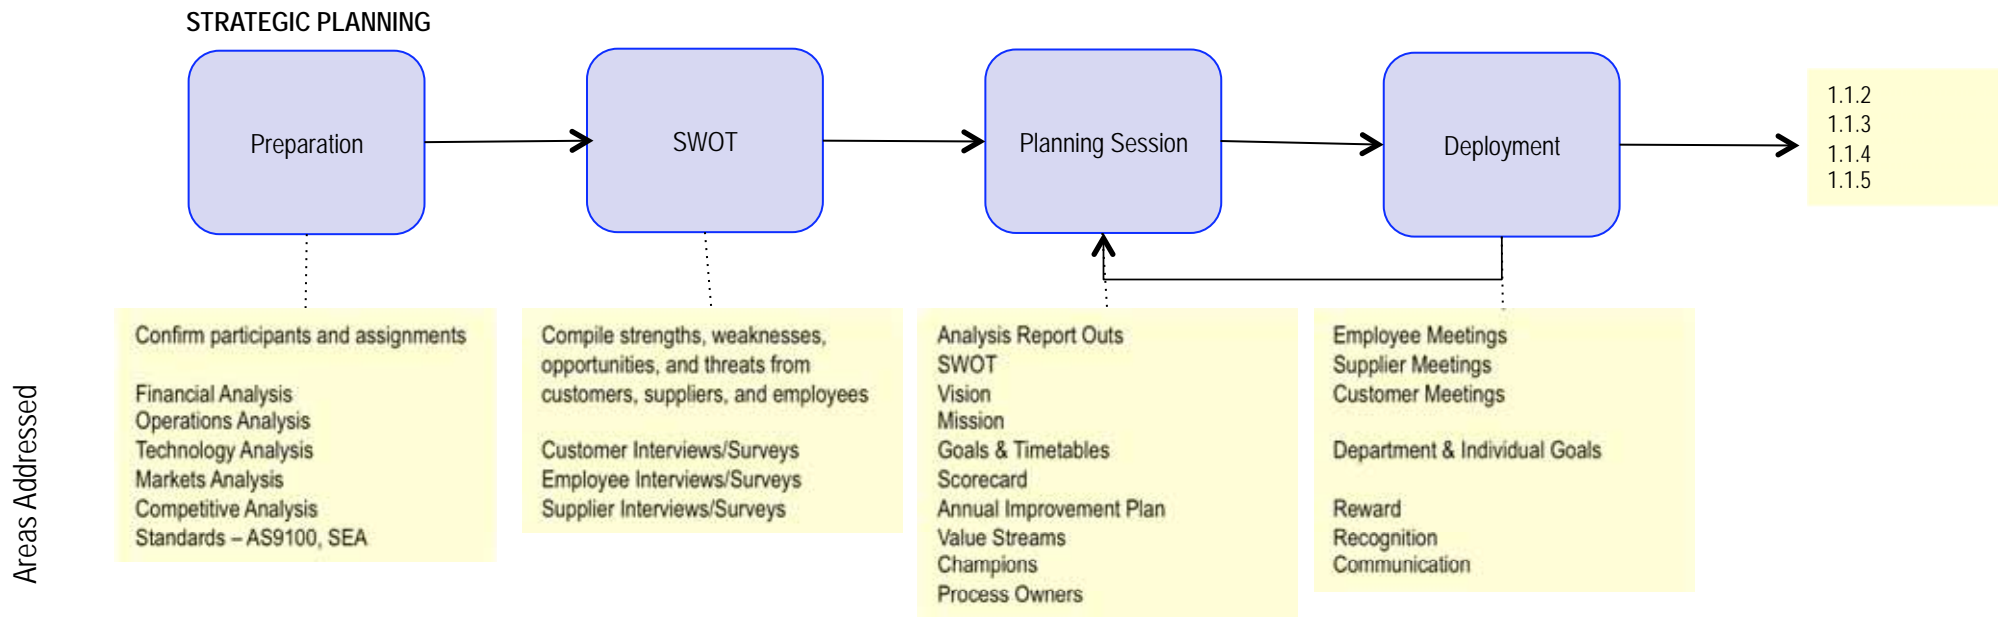 STRATEGIC PLANNING
Preparation
SWOT
Planning Session
Deployment
1.1.2
1.1.3
1.1.4
1.1.5
Areas Addressed
Confirm participants and assignments
Financial Analysis
Operations Analysis
Technology Analysis
Markets Analysis
Competitive Analysis
Standards – AS9100, SEA
Compile strengths, weaknesses,
opportunities, and threats from
customers, suppliers, and employees
Customer Interviews/Surveys
Employee Interviews/Surveys
Supplier Interviews/Surveys
Analysis Report Outs
SWOT
Vision
Mission
Goals & Timetables
Scorecard
Annual Improvement Plan
Value Streams
Champions
Process Owners
Employee Meetings
Supplier Meetings
Customer Meetings
Department & Individual Goals
Reward
Recognition
Communication